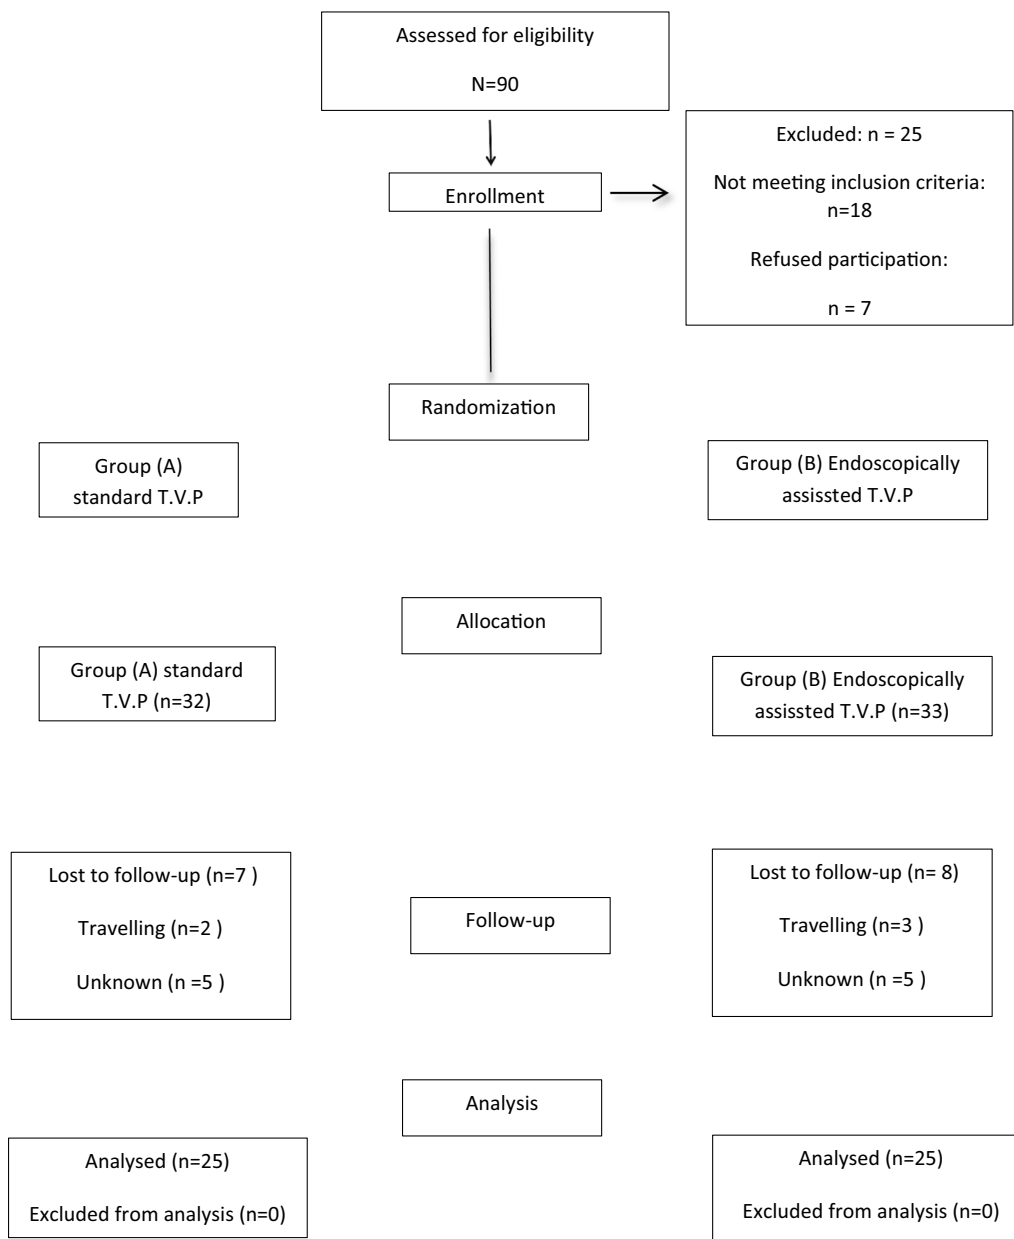 Assessed for eligibility
N=90
Excluded: n = 25
Not meeting inclusion criteria:
n=18
Refused participation:
n = 7
Enrollment
Randomization
Group (A)
standard T.V.P
Group (B) Endoscopically
assissted T.V.P
Allocation
Group (A) standard
T.V.P (n=32)
Group (B) Endoscopically
assissted T.V.P (n=33)
Lost to follow-up (n=7 )
Travelling (n=2 )
Unknown (n =5 )
Follow-up
Lost to follow-up (n= 8)
Travelling (n=3 )
Unknown (n =5 )
Analysis
Analysed (n=25)
Excluded from analysis (n=0)
Analysed (n=25)
Excluded from analysis (n=0)